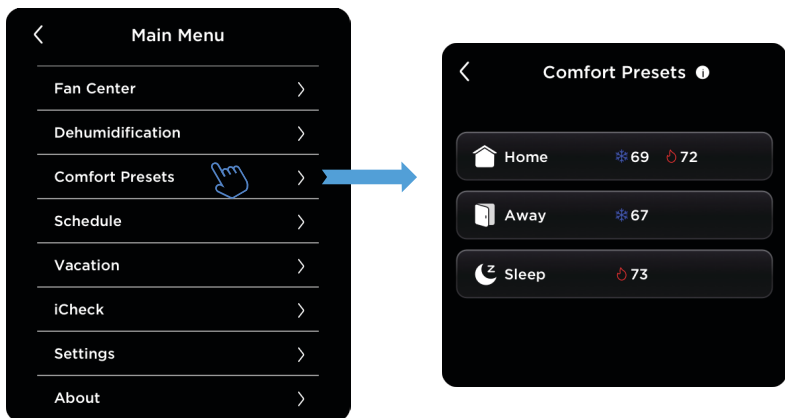 Main Menu
Fan Center
Dehumidification
Comfort Presets
Schedule
Vacation
iCheck
Settings
About
Comfort Presets i
Home 69 72
Away 67
z Sleep 73